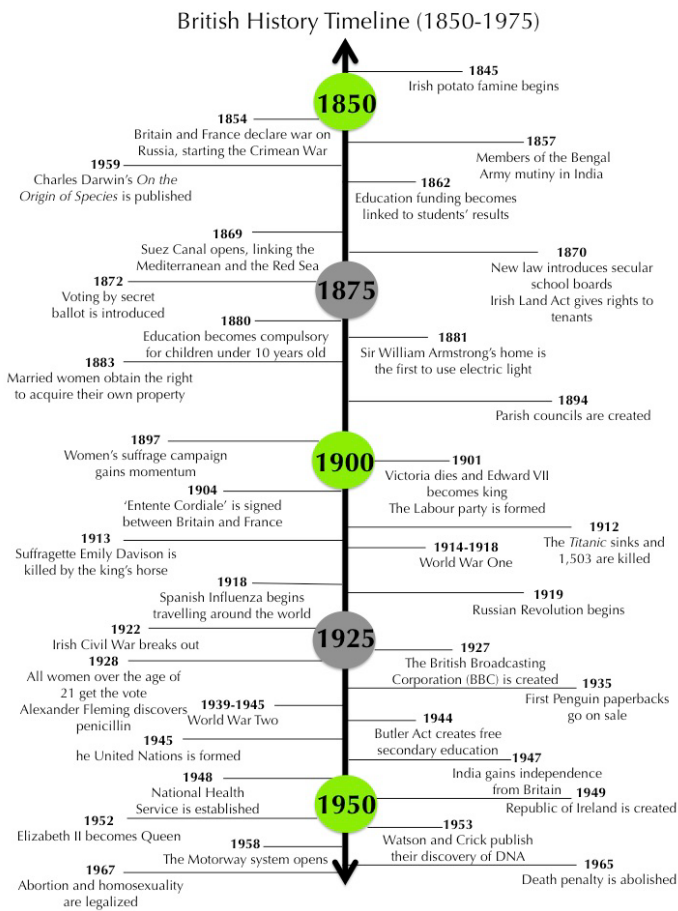 British History Timeline (1850-1975)
1845
Irish potato famine begins
1850
1854
Britain and France declare war on
Russia, starting the Crimean War
1857
Members of the Bengal
Army mutiny in India
1959
Charles Darwin's On the
Origin of Species is published
1862
Education funding becomes
linked to students' results
1869
Suez Canal opens, linking the
Mediterranean and the Red Sea
1870
New law introduces secular
school boards
Irish Land Act gives rights to
tenants
1872
Voting by secret
ballot is introduced
1875
1880
Education becomes compulsory
for children under 10 years old
1881
Sir William Armstrong's home is
the first to use electric light
1883
Married women obtain the right
to acquire their own property
1894
Parish councils are created
1897
Women's suffrage campaign
gains momentum
1900
1901
Victoria dies and Edward VII
becomes king
The Labour party is formed
1904
'Entente Cordiale' is signed
between Britain and France
1912
The Titanic sinks and
1,503 are killed
1913
Suffragette Emily Davison is
killed by the king's horse
1914-1918
World War One
1918
Spanish Influenza begins
travelling around the world
1919
Russian Revolution begins
1922
Irish Civil War breaks out
1925
1927
The British Broadcasting
Corporation (BBC) is created
1928
All women over the age of
21 get the vote
Alexander Fleming discovers
penicillin
1935
First Penguin paperbacks
go on sale
1939-1945
World War Two
1944
Butler Act creates free
secondary education
1945
he United Nations is formed
1947
India gains independence
from Britain
1948
National Health
Service is established
1949
Republic of Ireland is created
1950
1952
Elizabeth II becomes Queen
1953
Watson and Crick publish
their discovery of DNA
1958
The Motorway system opens
1965
Death penalty is abolished
1967
Abortion and homosexuality
are legalized